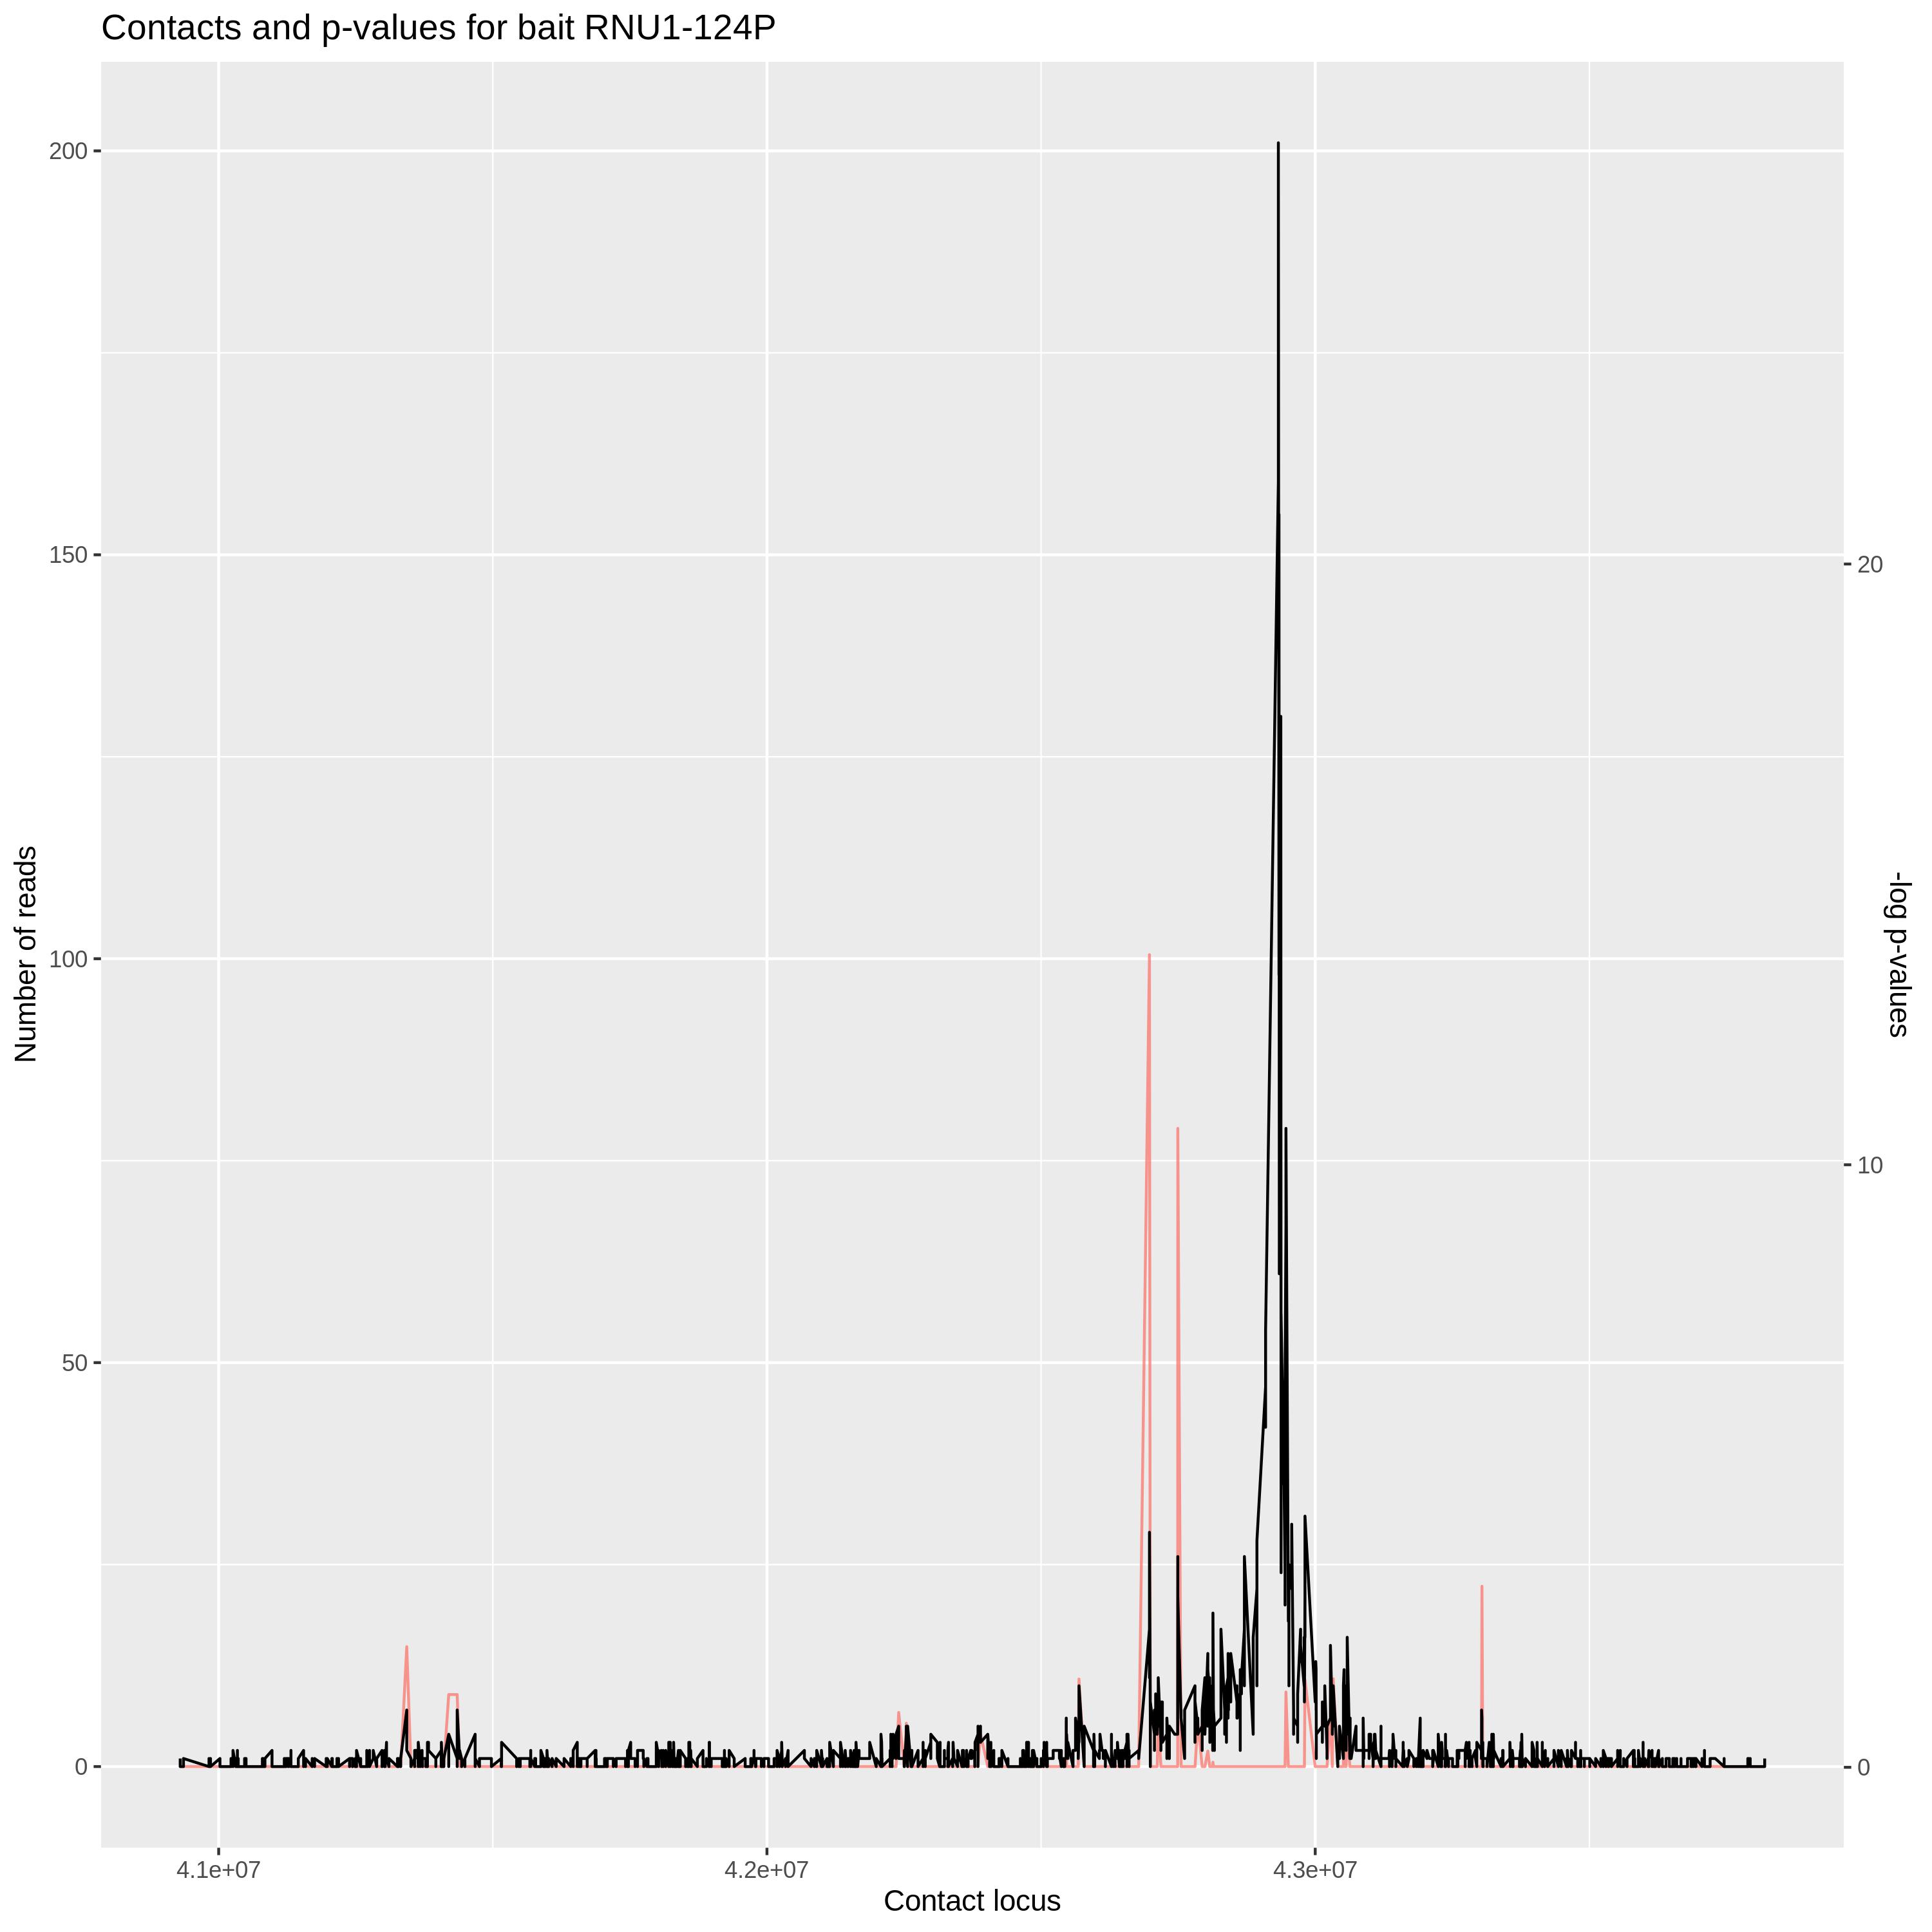 Contacts and p-values for bait RNU1-124P
200
150
100
50
0
Number of reads
20
10
0
-log p-values
4.1e+07
4.2e+07
4.3e+07
Contact locus